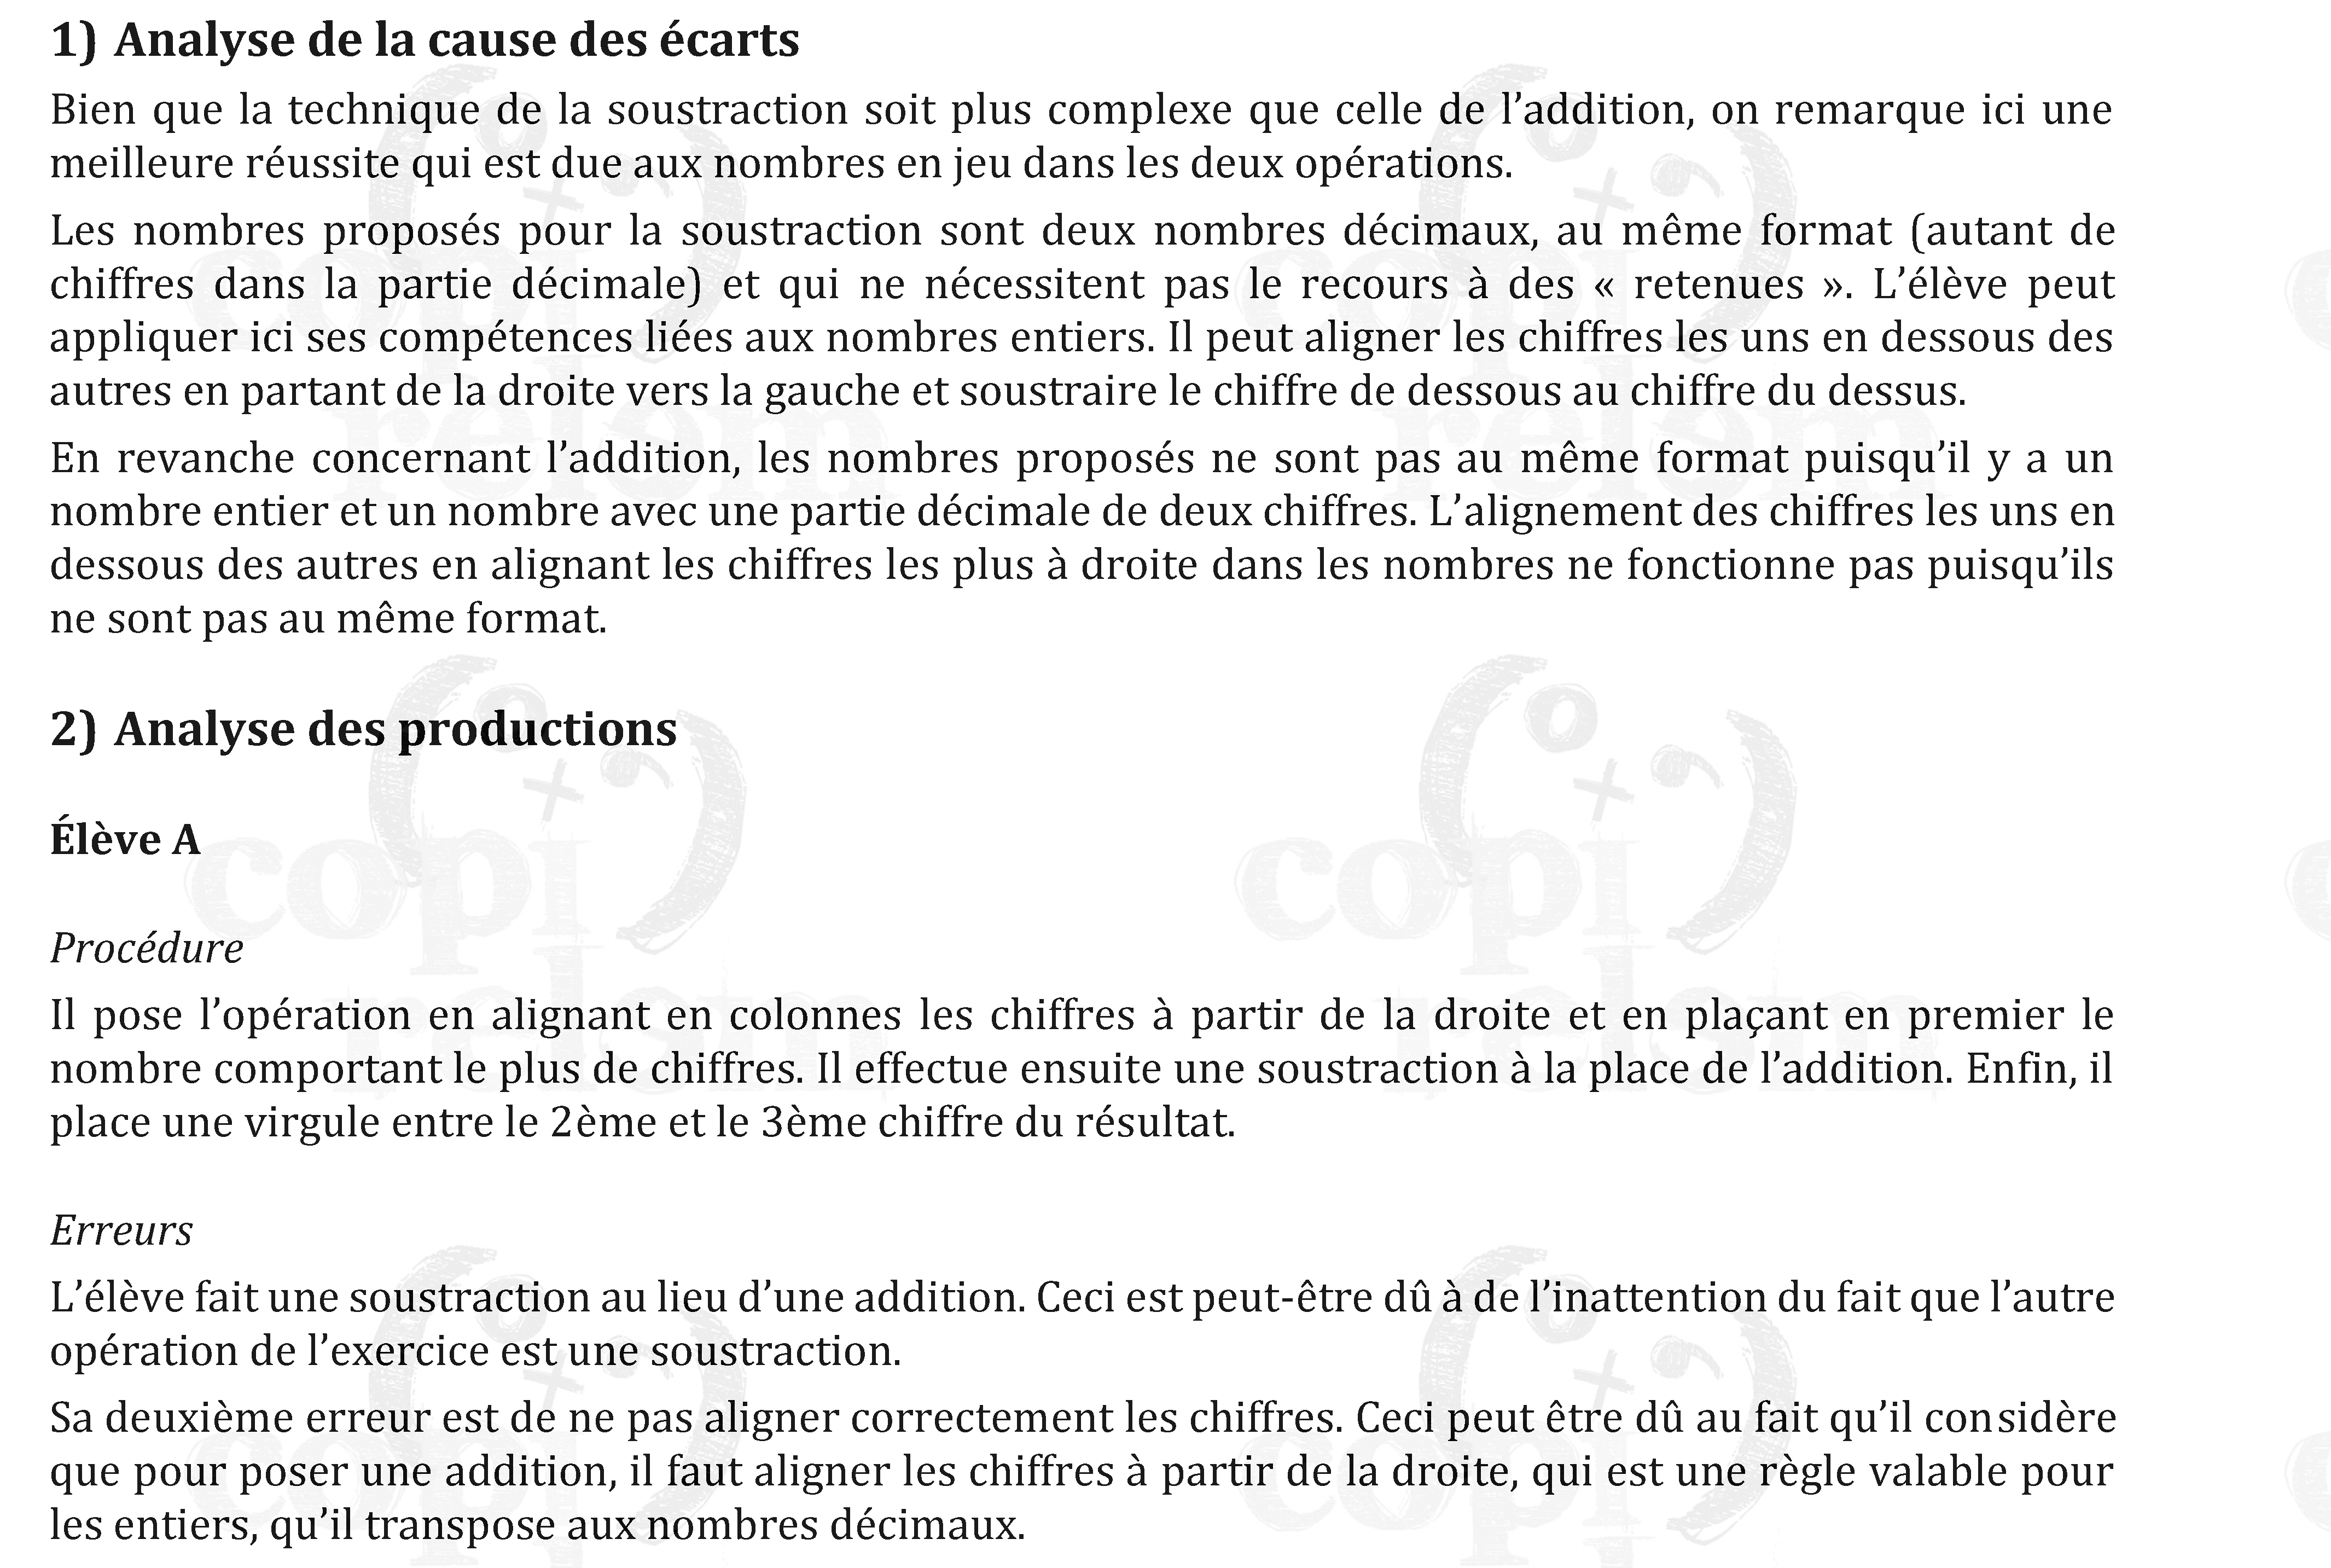 1) Analyse de la cause des écarts
Bien que la technique de la soustraction soit plus complexe que celle de l’addition, on remarque ici une
meilleure réussite qui est due aux nombres en jeu dans les deux opérations.
Les nombres proposés pour la soustraction sont deux nombres décimaux, au même format (autant de
chiffres dans la partie décimale) et qui ne nécessitent pas le recours à des « retenues ». L’élève peut
appliquer ici ses compétences liées aux nombres entiers. Il peut aligner les chiffres les uns en dessous des
autres en partant de la droite vers la gauche et soustraire le chiffre de dessous au chiffre du dessus.
En revanche concernant l’addition, les nombres proposés ne sont pas au même format puisqu’il y a un
nombre entier et un nombre avec une partie décimale de deux chiffres. L’alignement des chiffres les uns en
dessous des autres en alignant les chiffres les plus à droite dans les nombres ne fonctionne pas puisqu’ils
ne sont pas au même format.
2) Analyse des productions
Élève A
Procédure
Il pose l’opération en alignant en colonnes les chiffres à partir de la droite et en plaçant en premier le
nombre comportant le plus de chiffres. Il effectue ensuite une soustraction à la place de l’addition. Enfin, il
place une virgule entre le 2ème et le 3ème chiffre du résultat.
Erreurs
L’élève fait une soustraction au lieu d’une addition. Ceci est peut-être dû à de l’inattention du fait que l’autre
opération de l’exercice est une soustraction.
Sa deuxième erreur est de ne pas aligner correctement les chiffres. Ceci peut être dû au fait qu’il considère
que pour poser une addition, il faut aligner les chiffres à partir de la droite, qui est une règle valable pour
les entiers, qu’il transpose aux nombres décimaux.